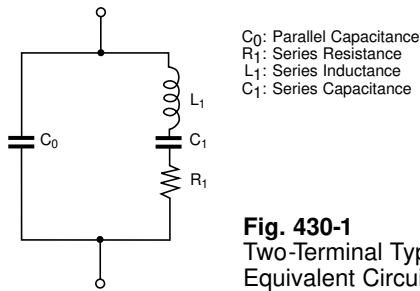 C₀: Parallel Capacitance
R₁: Series Resistance
L₁: Series Inductance
C₁: Series Capacitance
L₁
C₀
C₁
R₁
Fig. 430-1
Two-Terminal Typ
Equivalent Circui